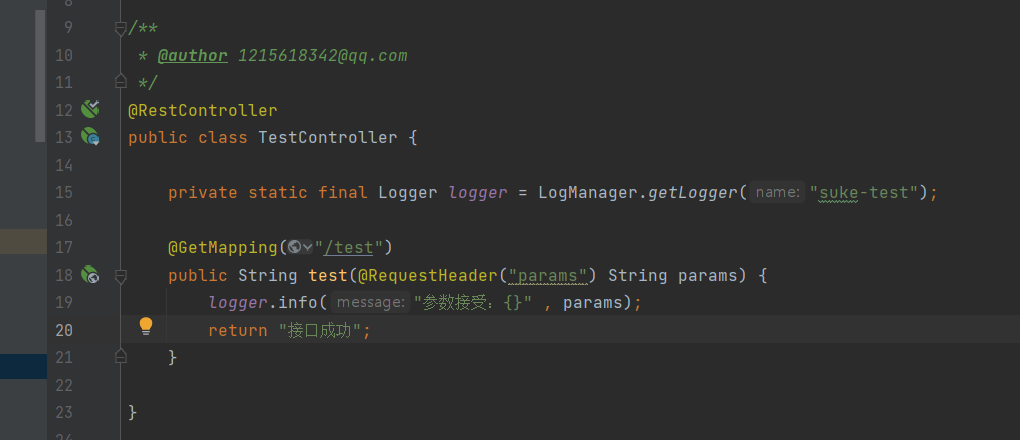 8
9 /**
10 * @author 1215618342@qq.com
11 */
12 @RestController
13 public class TestController {
14
15 private static final Logger logger = LogManager.getLogger( name: "suke-test");
16
17 @GetMapping("/test")
18 public String test(@RequestHeader("params") String params) {
19 logger.info( message: "参数接受：{}" , params);
20 return "接口成功";
21 }
22
23 }
24